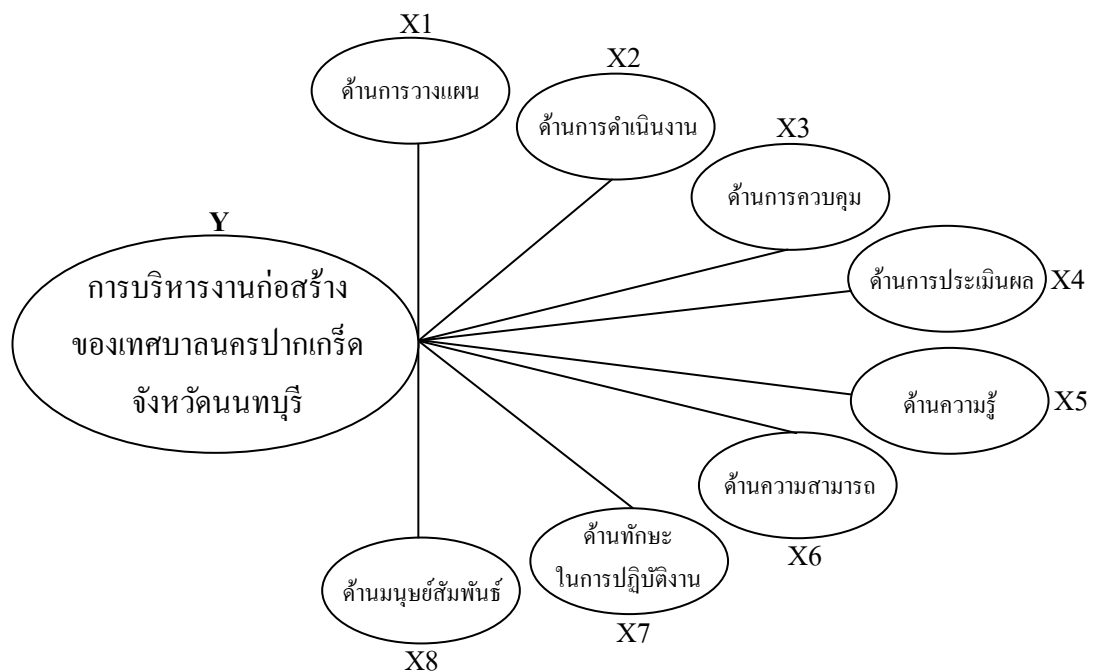 X1
ด้านการวางแผน
X2
ด้านการดำเนินงาน
X3
ด้านการควบคุม
Y
การบริหารงานก่อสร้าง
ของเทศบาลนครปากเกร็ด
จังหวัดนนทบุรี
ด้านการประเมินผล
X4
ด้านความรู้
X5
ด้านความสามารถ
X6
ด้านทักษะ
ในการปฏิบัติงาน
X7
ด้านมนุษย์สัมพันธ์
X8